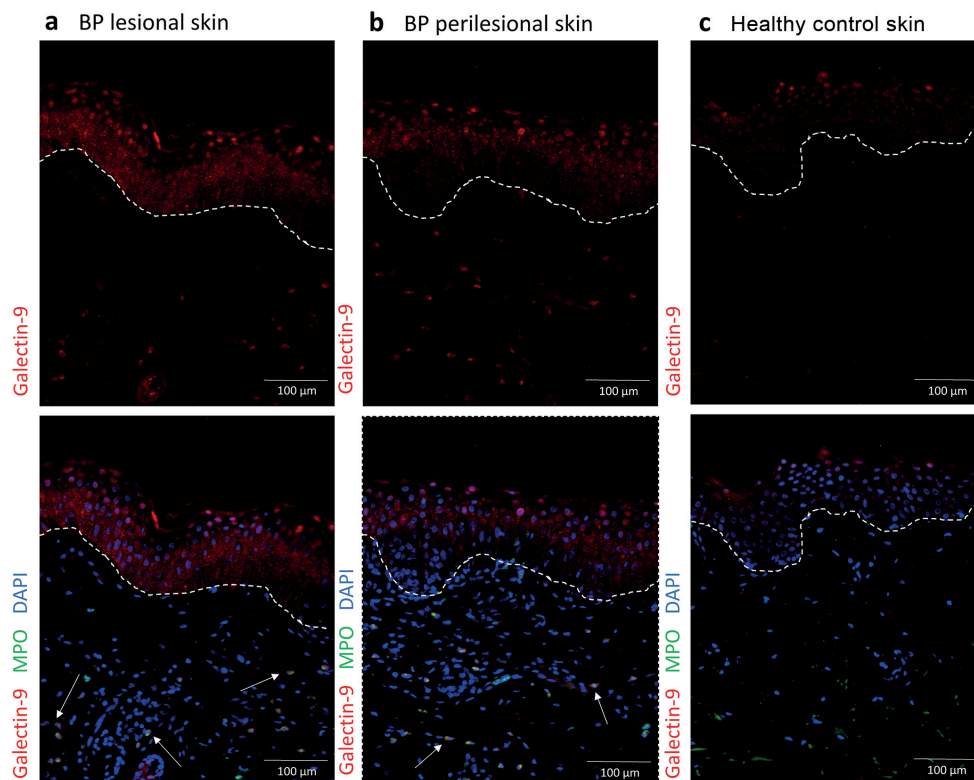 a BP lesional skin
b BP perilesional skin
c Healthy control skin
Galectin-9
100 μm
Galectin-9
100 μm
Galectin-9
100 μm
Galectin-9 MPO DAPI
100 μm
Galectin-9 MPO DAPI
100 μm
Galectin-9 MPO DAPI
100 μm